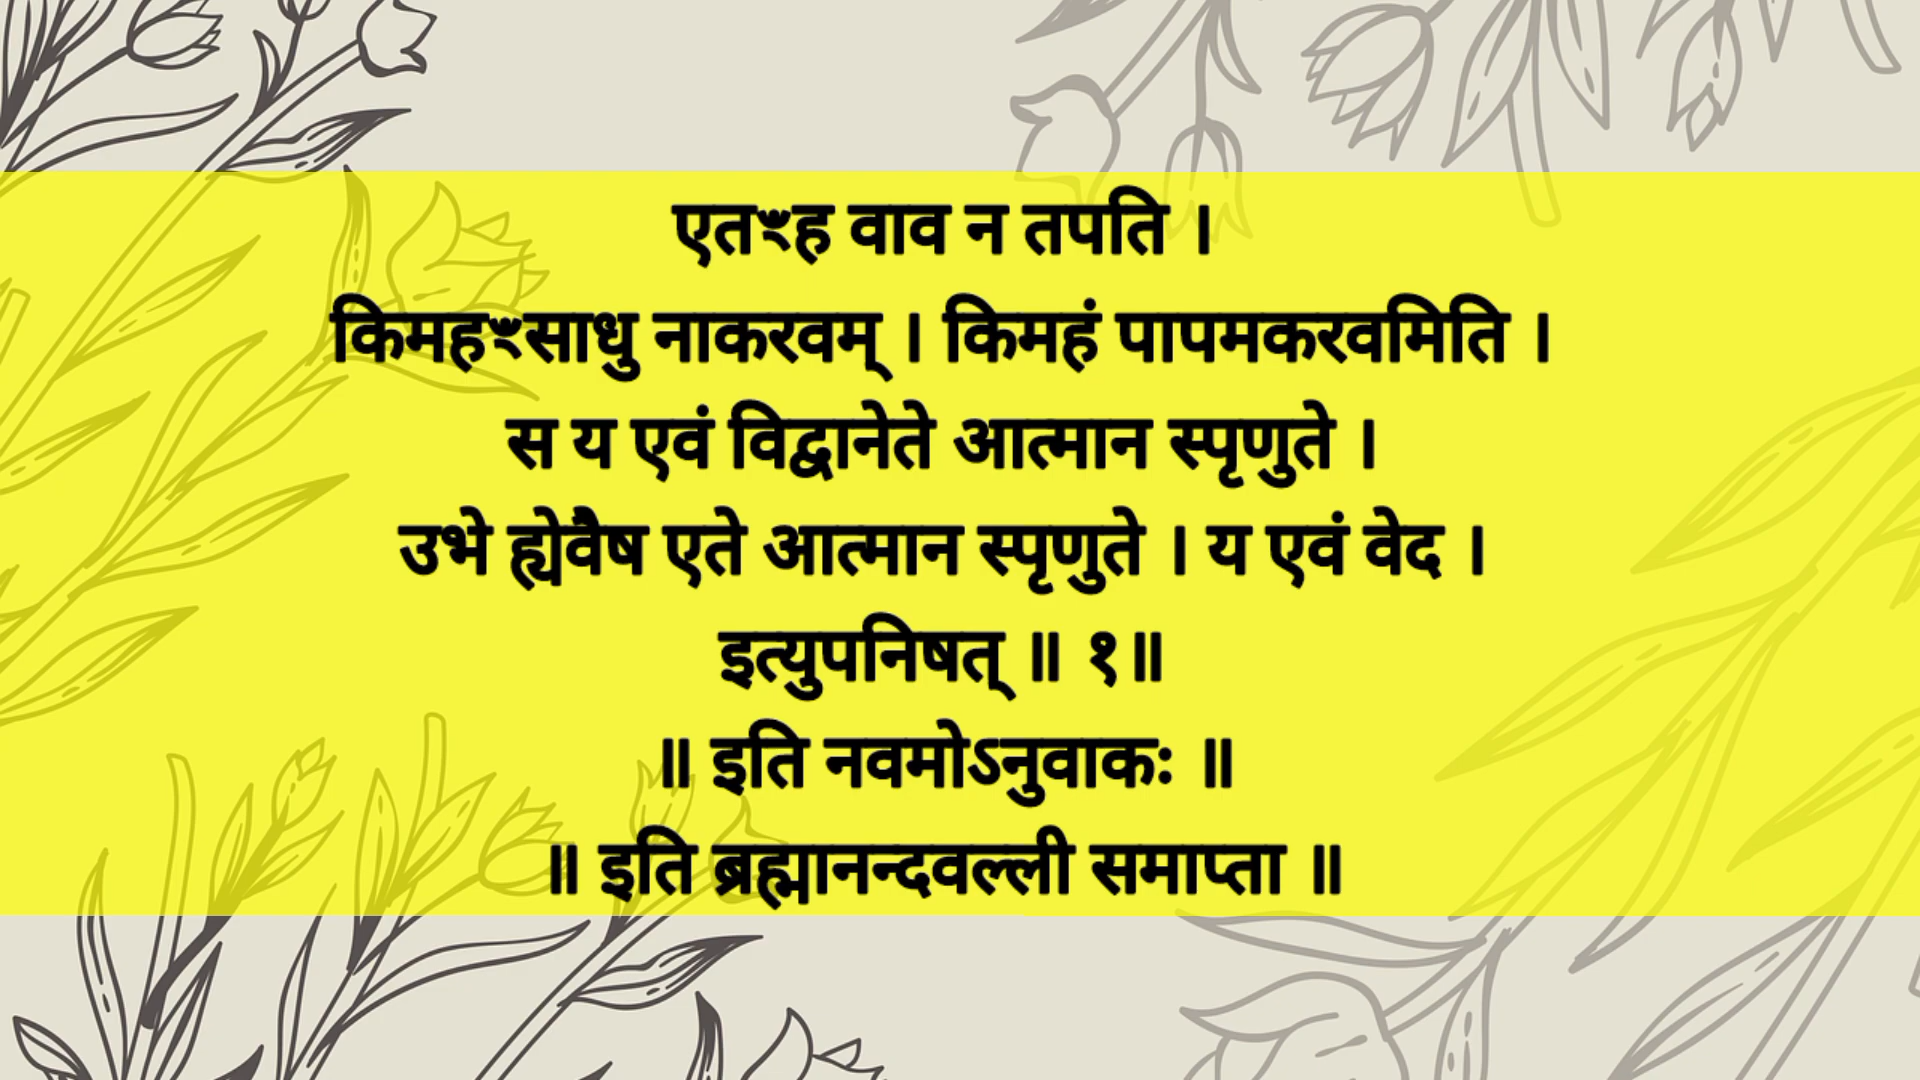 एतꣳह वाव न तपति ।
किमहꣳसाधु नाकरवम् । किमहं पापमकरवमिति ।
स य एवं विद्वानेते आत्मान स्पृणुते ।
उभे ह्येवैष एते आत्मान स्पृणुते । य एवं वेद ।
इत्युपनिषत् ॥ १॥
॥ इति नवमोऽनुवाकः ॥
॥ इति ब्रह्मानन्दवल्ली समाप्ता ॥